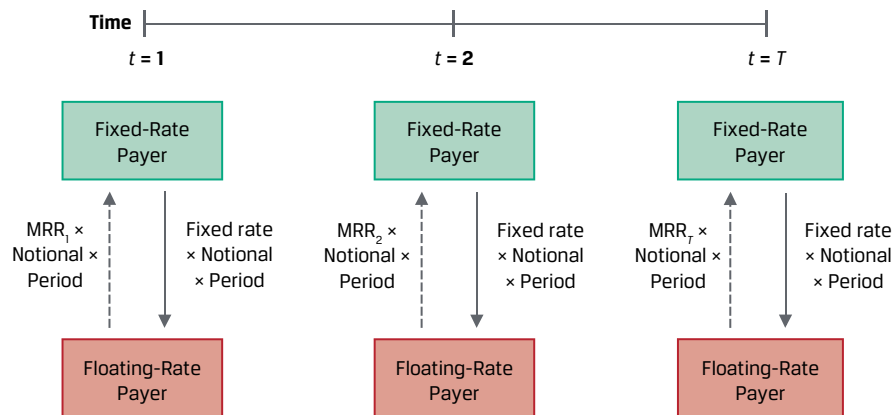 Time
t = 1
t = 2
t = T
Fixed-Rate
Payer
Fixed-Rate
Payer
Fixed-Rate
Payer
MRR₁ ×
Notional ×
Period
Fixed rate
× Notional
× Period
MRR₂ ×
Notional ×
Period
Fixed rate
× Notional
× Period
MRR_T ×
Notional ×
Period
Fixed rate
× Notional
× Period
Floating-Rate
Payer
Floating-Rate
Payer
Floating-Rate
Payer